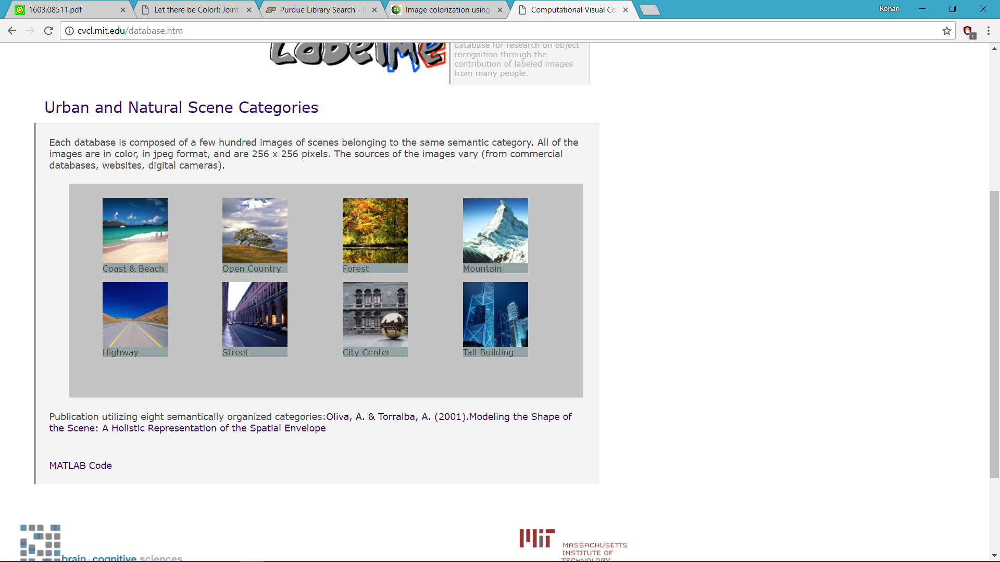 1603.08511.pdf
Let there be Color!: Joint
Purdue Library Search -
Image colorization using
Computational Visual Co
Rohan
cvcl.mit.edu/database.htm
1
LabelMe
database for research on object
recognition through the
contribution of labeled images
from many people.
Urban and Natural Scene Categories
Each database is composed of a few hundred images of scenes belonging to the same semantic category. All of the
images are in color, in jpeg format, and are 256 x 256 pixels. The sources of the images vary (from commercial
databases, websites, digital cameras).
Coast & Beach
Open Country
Forest
Mountain
Highway
Street
City Center
Tall Building
Publication utilizing eight semantically organized categories:Oliva, A. & Torralba, A. (2001).Modeling the Shape of
the Scene: A Holistic Representation of the Spatial Envelope
MATLAB Code
brain+cognitive sciences
MIT
MASSACHUSETTS
INSTITUTE OF
TECHNOLOGY